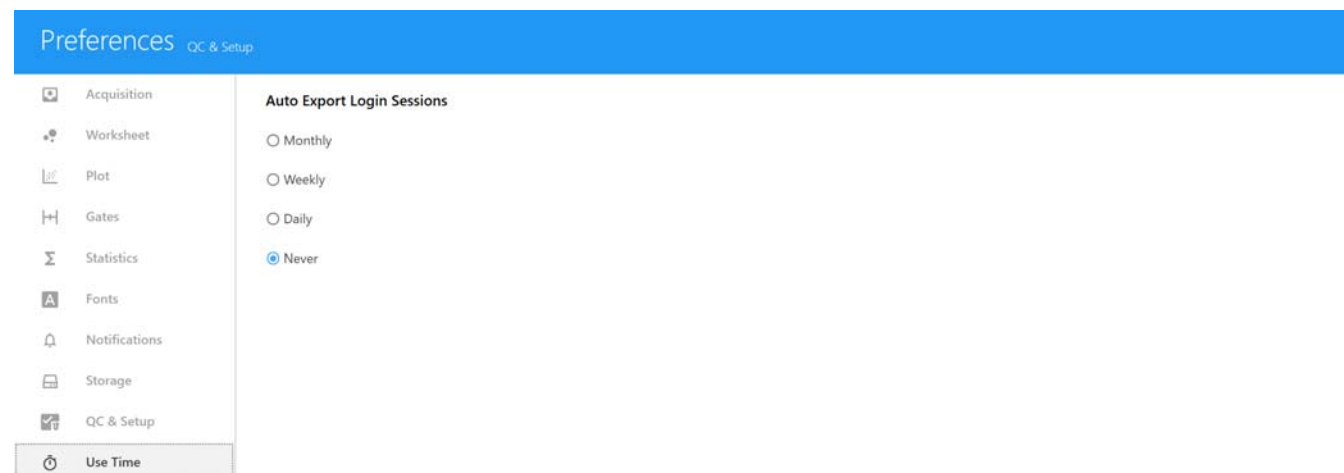 Preferences QC & Setup
Acquisition
Worksheet
Plot
Gates
Statistics
Fonts
Notifications
Storage
QC & Setup
Use Time
Auto Export Login Sessions
Monthly
Weekly
Daily
Never